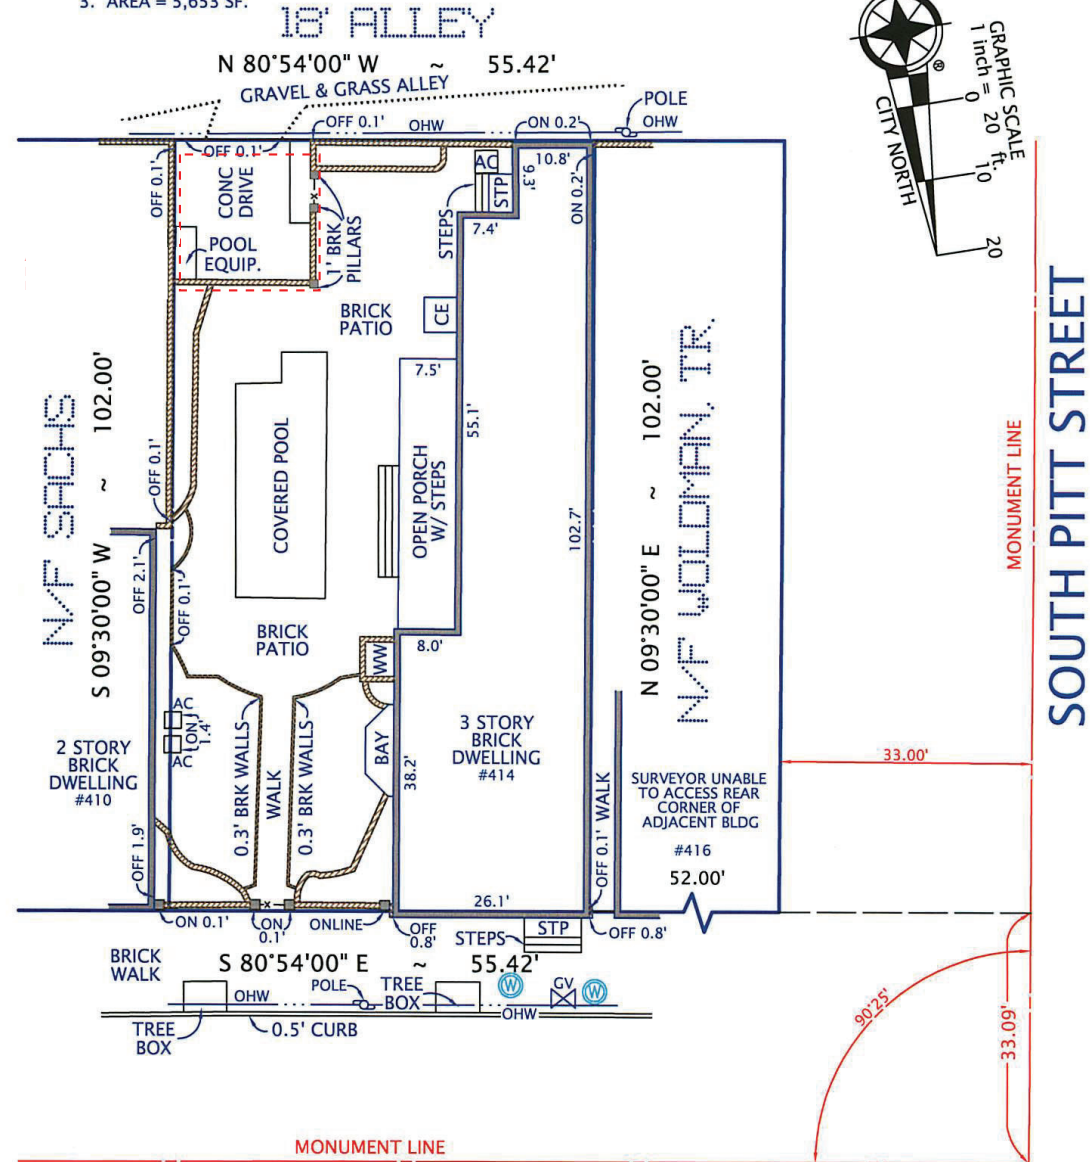 3. AREA = 5,653 SF.
18' ALLEY
N 80°54'00" W ~ 55.42'
GRAVEL & GRASS ALLEY
POLE
OFF 0.1'
OHW
ON 0.2'
OHW
OFF 0.1'
OFF 0.1'
CONC
DRIVE
10.8'
AC
9.3'
STP
ON 0.2'
STEPS
7.4'
POOL
EQUIP.
1' BRK
PILLARS
BRICK
PATIO
CE
GRAPHIC SCALE
1 inch = 20 ft.
0
10
20
CITY NORTH
®
SOUTH PITT STREET
MONUMENT LINE
N/F SACHS
S 09°30'00" W ~ 102.00'
OFF 0.1'
COVERED POOL
7.5'
OPEN PORCH
W/ STEPS
55.1'
102.7'
N 09°30'00" E ~ 102.00'
N/F WOLDMAN, TR.
OFF 2.1'
OFF 0.1'
BRICK
PATIO
8.0'
WW
AC
ON
1.4'
AC
2 STORY
BRICK
DWELLING
#410
0.3' BRK WALLS
WALK
0.3' BRK WALLS
BAY
38.2'
3 STORY
BRICK
DWELLING
#414
OFF 0.1' WALK
SURVEYOR UNABLE
TO ACCESS REAR
CORNER OF
ADJACENT BLDG
#416
52.00'
33.00'
OFF 1.9'
ON 0.1'
ON
0.1'
ONLINE
OFF
0.8'
26.1'
STEPS
STP
OFF 0.8'
BRICK
WALK
S 80°54'00" E ~ 55.42'
POLE
TREE
BOX
OHW
W
GV
W
OHW
TREE
BOX
0.5' CURB
90°25'
33.09'
MONUMENT LINE